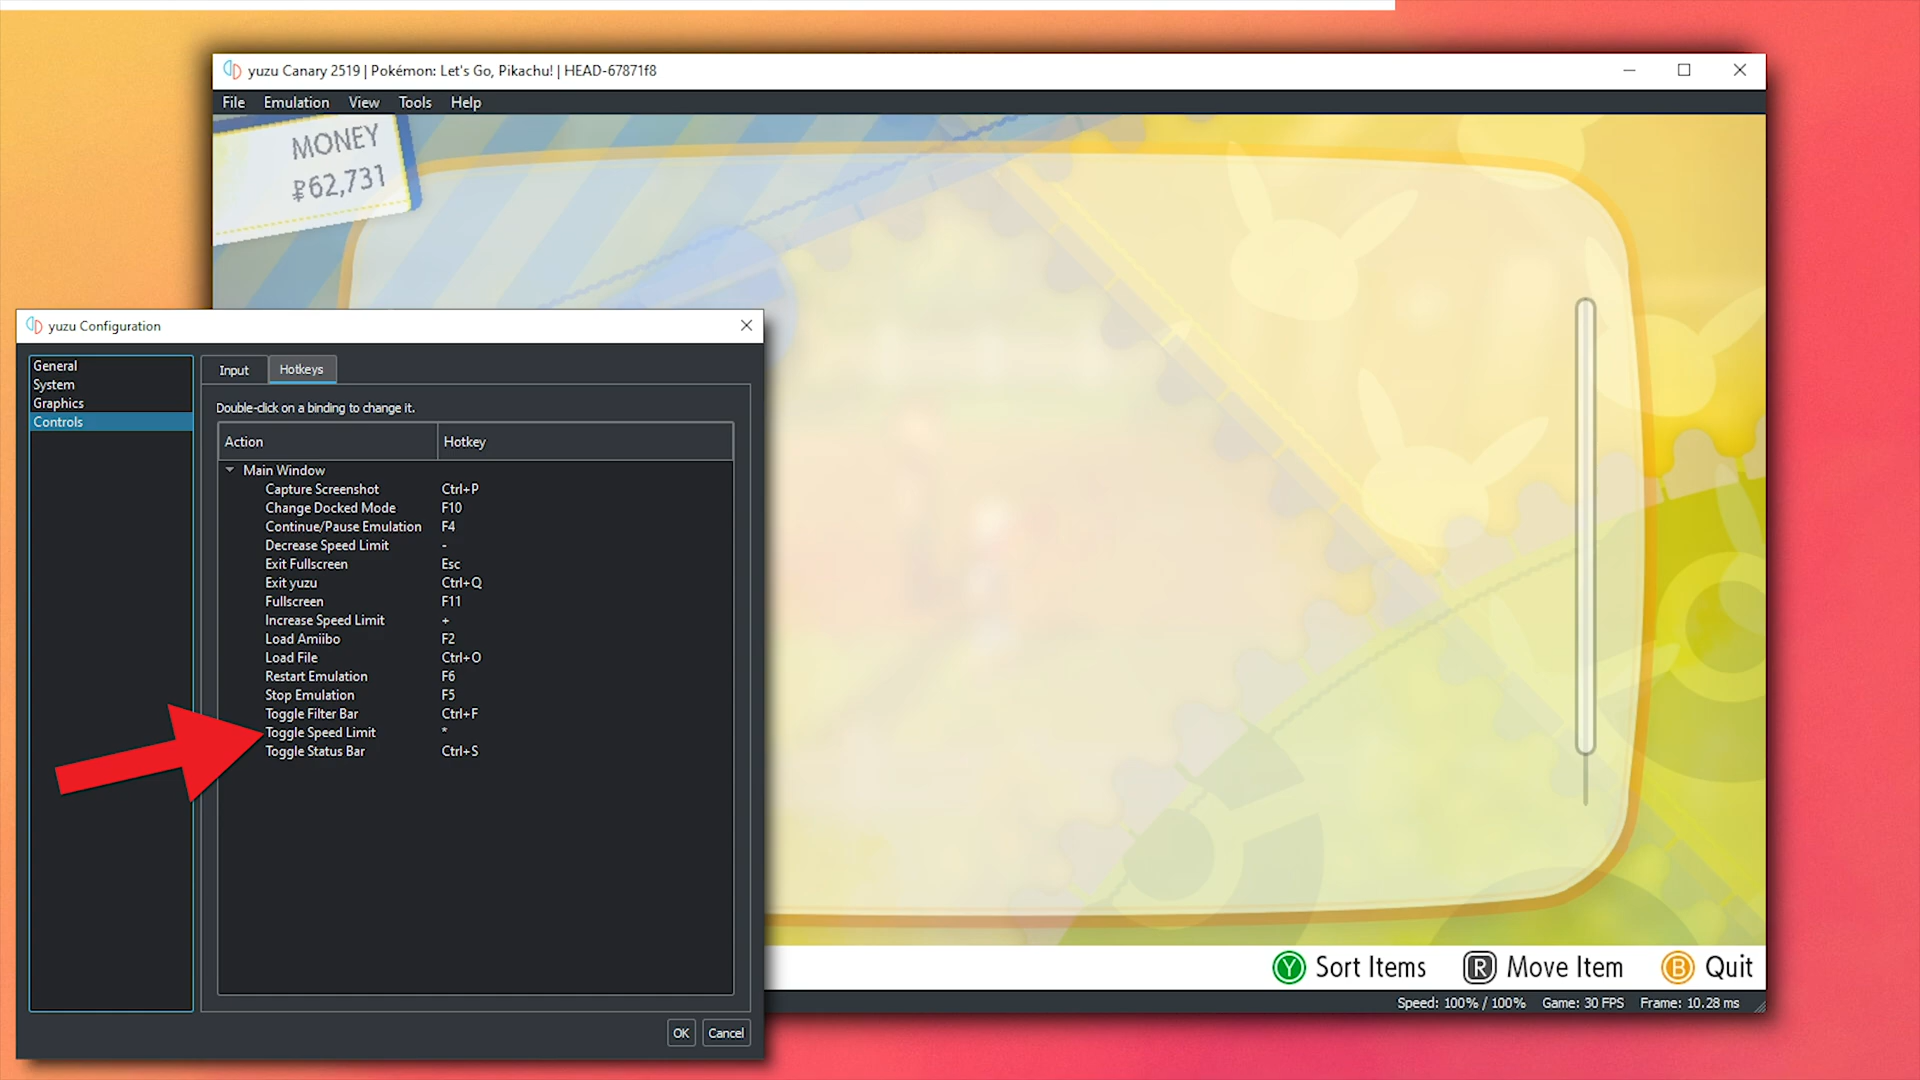 yuzu Canary 2519 | Pokémon: Let's Go, Pikachu! | HEAD-67871f8
File Emulation View Tools Help
MONEY
₽62,731
yuzu Configuration
General
System
Graphics
Controls
Input Hotkeys
Double-click on a binding to change it.
Action Hotkey
Main Window
Capture Screenshot Ctrl+P
Change Docked Mode F10
Continue/Pause Emulation F4
Decrease Speed Limit -
Exit Fullscreen Esc
Exit yuzu Ctrl+Q
Fullscreen F11
Increase Speed Limit +
Load Amiibo F2
Load File Ctrl+O
Restart Emulation F6
Stop Emulation F5
Toggle Filter Bar Ctrl+F
Toggle Speed Limit *
Toggle Status Bar Ctrl+S
OK Cancel
Y Sort Items R Move Item B Quit
Speed: 100% / 100% Game: 30 FPS Frame: 10.28 ms